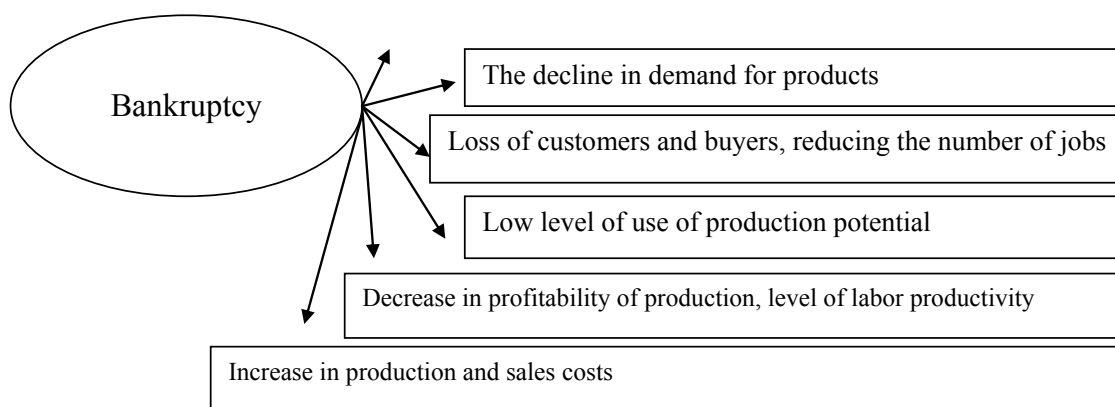 Bankruptcy
The decline in demand for products
Loss of customers and buyers, reducing the number of jobs
Low level of use of production potential
Decrease in profitability of production, level of labor productivity
Increase in production and sales costs